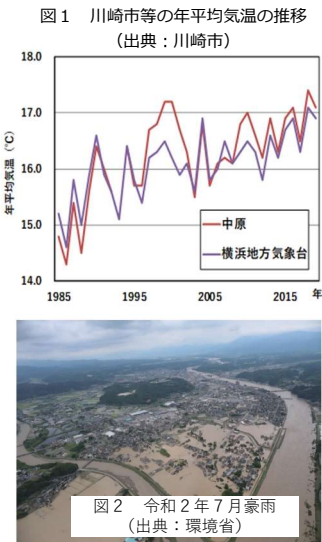 図１　川崎市等の年平均気温の推移
（出典：川崎市）
18.0
17.0
16.0
15.0
14.0
年平均気温（℃）
中原
横浜地方気象台
1985
1995
2005
2015
年
図２　令和２年７月豪雨
（出典：環境省）